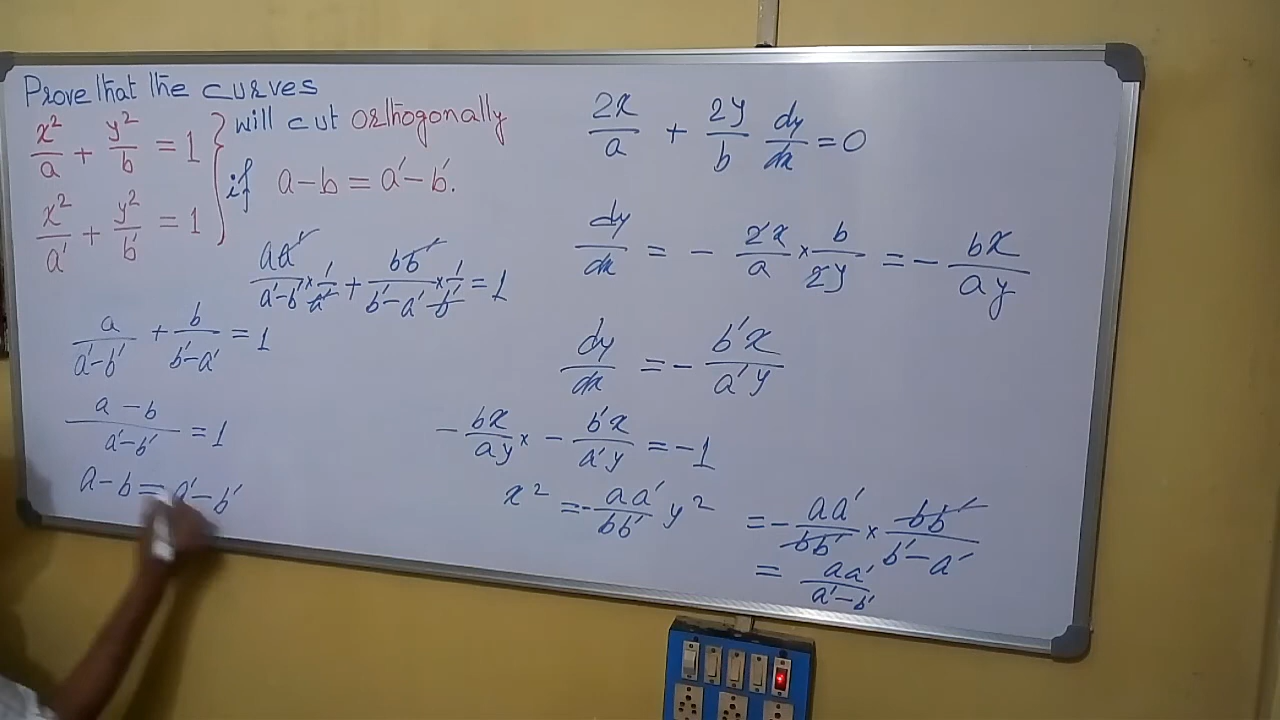 Prove that the curves
x²/a + y²/b = 1
x²/a' + y²/b' = 1
will cut orthogonally
if a-b = a'-b'.
aa'/a'-b' × 1/a' + bb'/b'-a' × 1/b' = 1
a/a'-b' + b/b'-a' = 1
a-b/a'-b' = 1
a-b = a'-b'
2x/a + 2y/b dy/dx = 0
dy/dx = - 2x/a × b/2y = - bx/ay
dy/dx = - b'x/a'y
- bx/ay × - b'x/a'y = -1
x² = - aa'/bb' y² = - aa'/bb' × bb'/b'-a'
= aa'/a'-b'